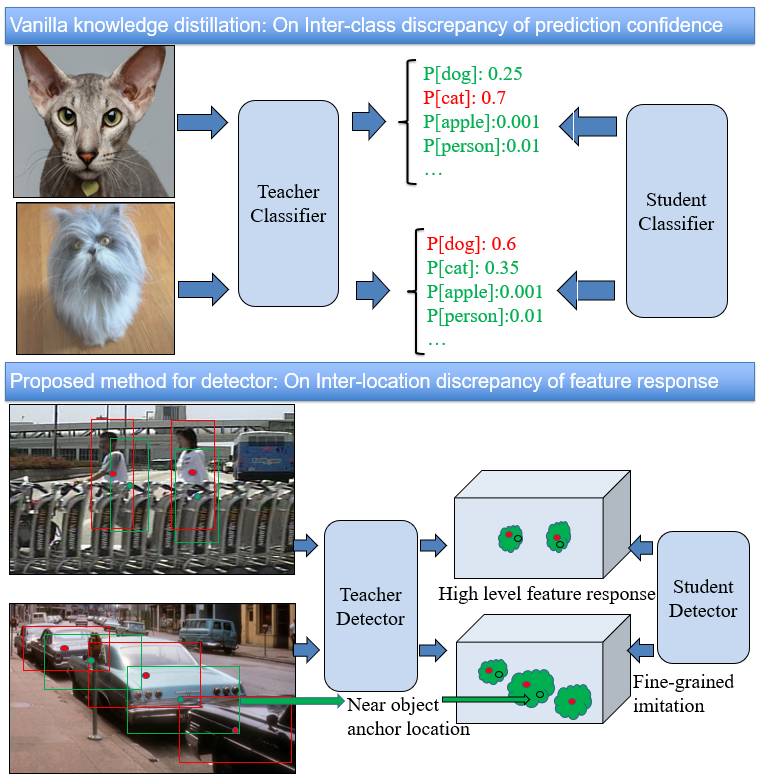 Vanilla knowledge distillation: On Inter-class discrepancy of prediction confidence
Teacher
Classifier
P[dog]: 0.25
P[cat]: 0.7
P[apple]:0.001
P[person]:0.01
…
Student
Classifier
P[dog]: 0.6
P[cat]: 0.35
P[apple]:0.001
P[person]:0.01
…
Proposed method for detector: On Inter-location discrepancy of feature response
Teacher
Detector
High level feature response
Student
Detector
Near object
anchor location
Fine-grained
imitation